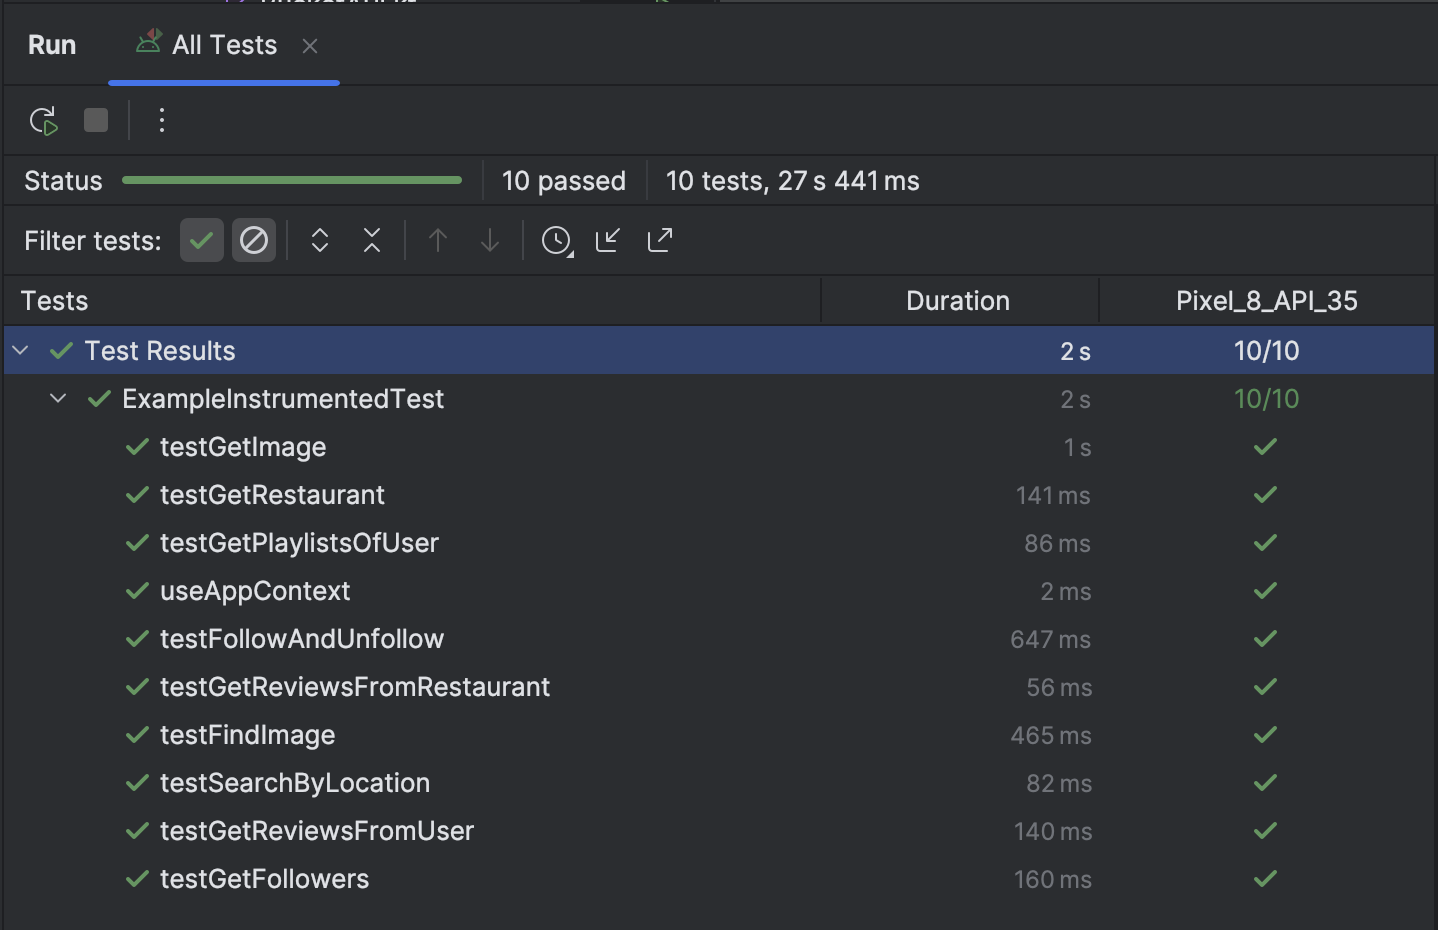 Run All Tests
Status 10 passed 10 tests, 27 s 441 ms
Filter tests:
Tests Duration Pixel_8_API_35
Test Results 2 s 10/10
ExampleInstrumentedTest 2 s 10/10
testGetImage 1 s
testGetRestaurant 141 ms
testGetPlaylistsOfUser 86 ms
useAppContext 2 ms
testFollowAndUnfollow 647 ms
testGetReviewsFromRestaurant 56 ms
testFindImage 465 ms
testSearchByLocation 82 ms
testGetReviewsFromUser 140 ms
testGetFollowers 160 ms